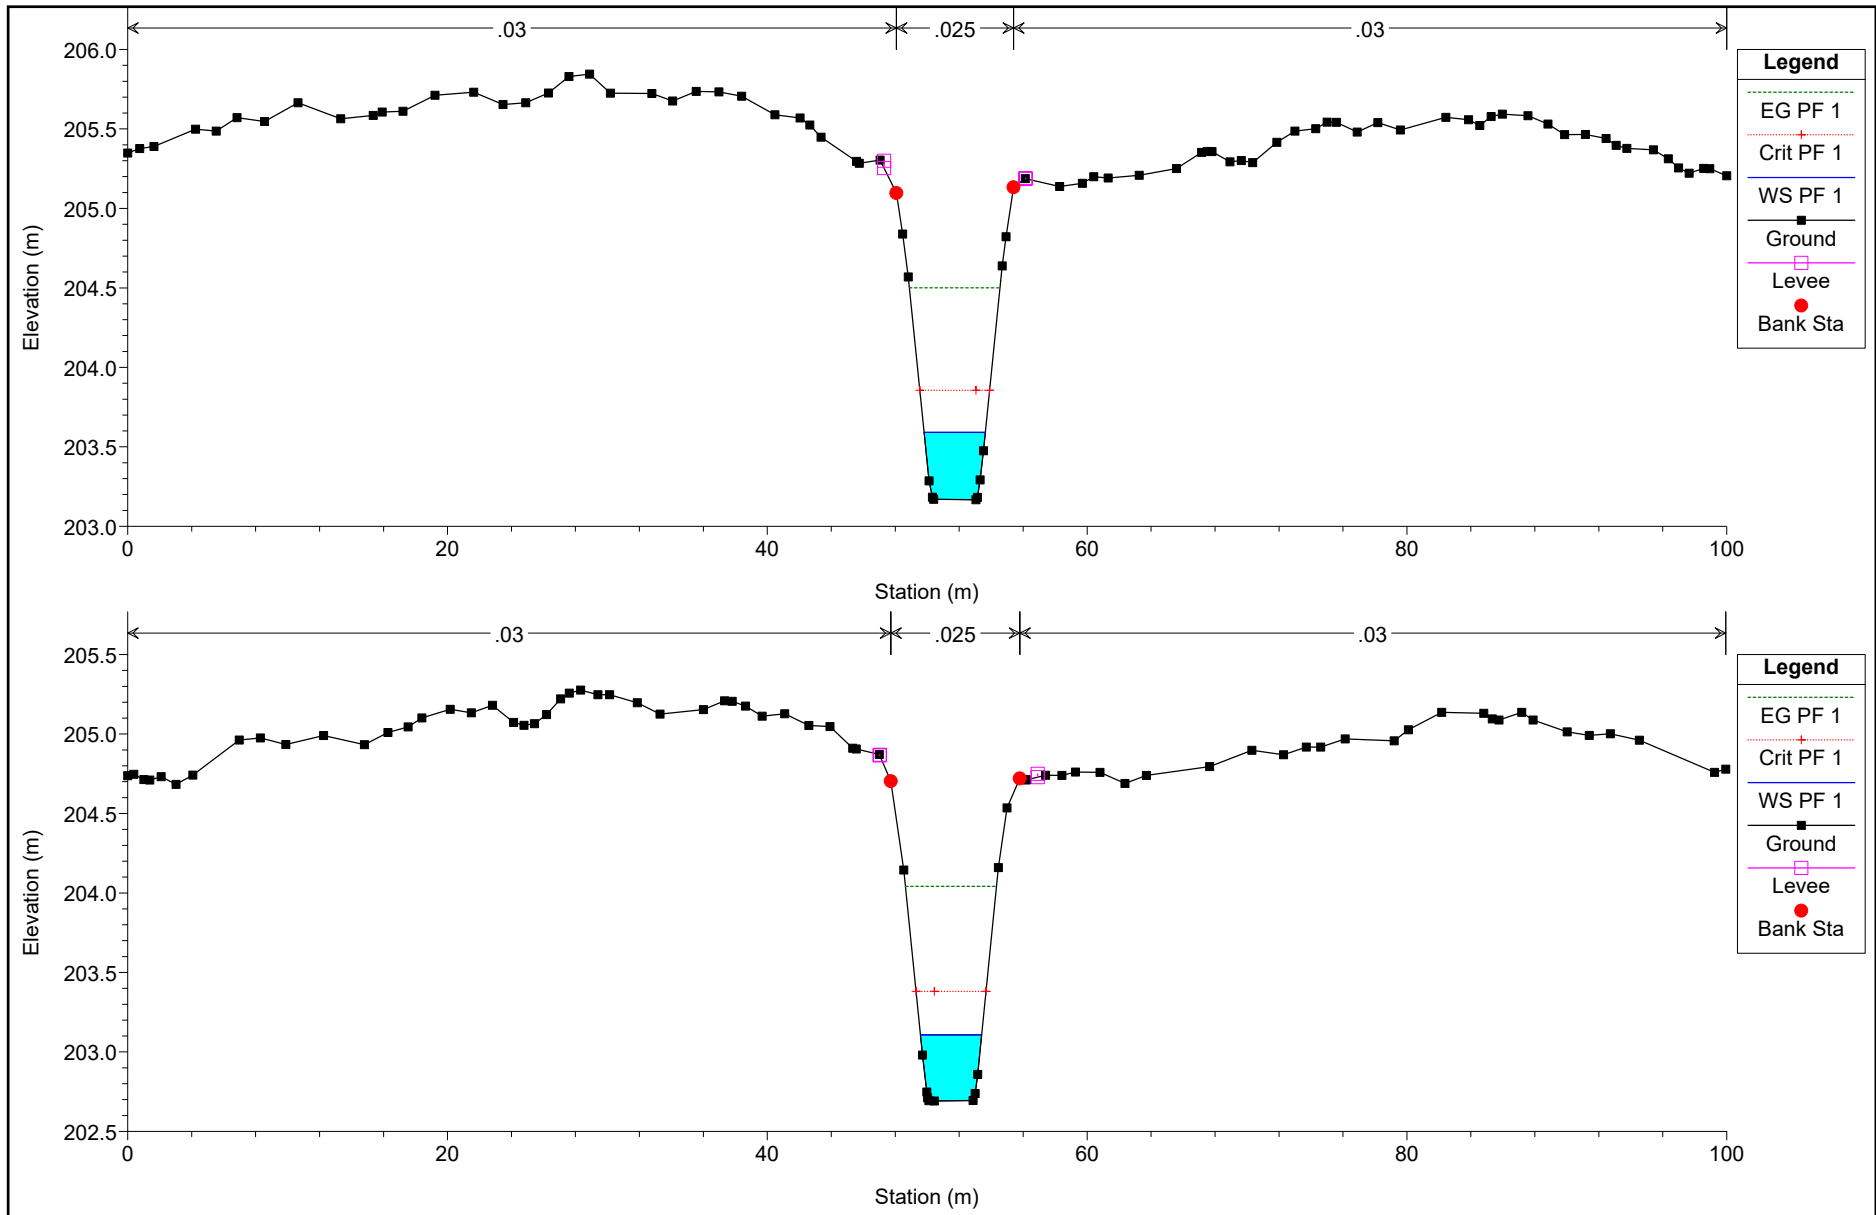 .03 .025 .03
206.0
205.5
205.0
204.5
204.0
203.5
203.0
Elevation (m)
0 20 40 60 80 100
Station (m)
Legend
EG PF 1
Crit PF 1
WS PF 1
Ground
Levee
Bank Sta
.03 .025 .03
205.5
205.0
204.5
204.0
203.5
203.0
202.5
Elevation (m)
0 20 40 60 80 100
Station (m)
Legend
EG PF 1
Crit PF 1
WS PF 1
Ground
Levee
Bank Sta